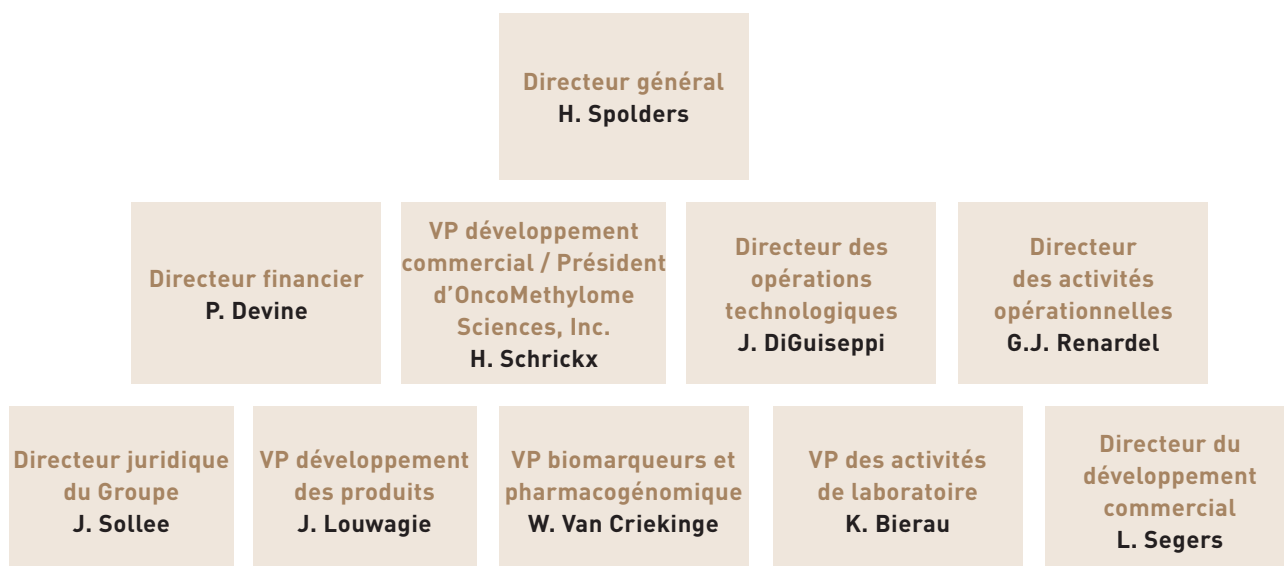 Directeur général
H. Spolders
Directeur financier
P. Devine
VP développement
commercial / Président
d’OncoMethylome
Sciences, Inc.
H. Schrickx
Directeur des
opérations
technologiques
J. DiGuiseppi
Directeur
des activités
opérationnelles
G.J. Renardel
Directeur juridique
du Groupe
J. Sollee
VP développement
des produits
J. Louwagie
VP biomarqueurs et
pharmacogénomique
W. Van Criekinge
VP des activités
de laboratoire
K. Bierau
Directeur du
développement
commercial
L. Segers